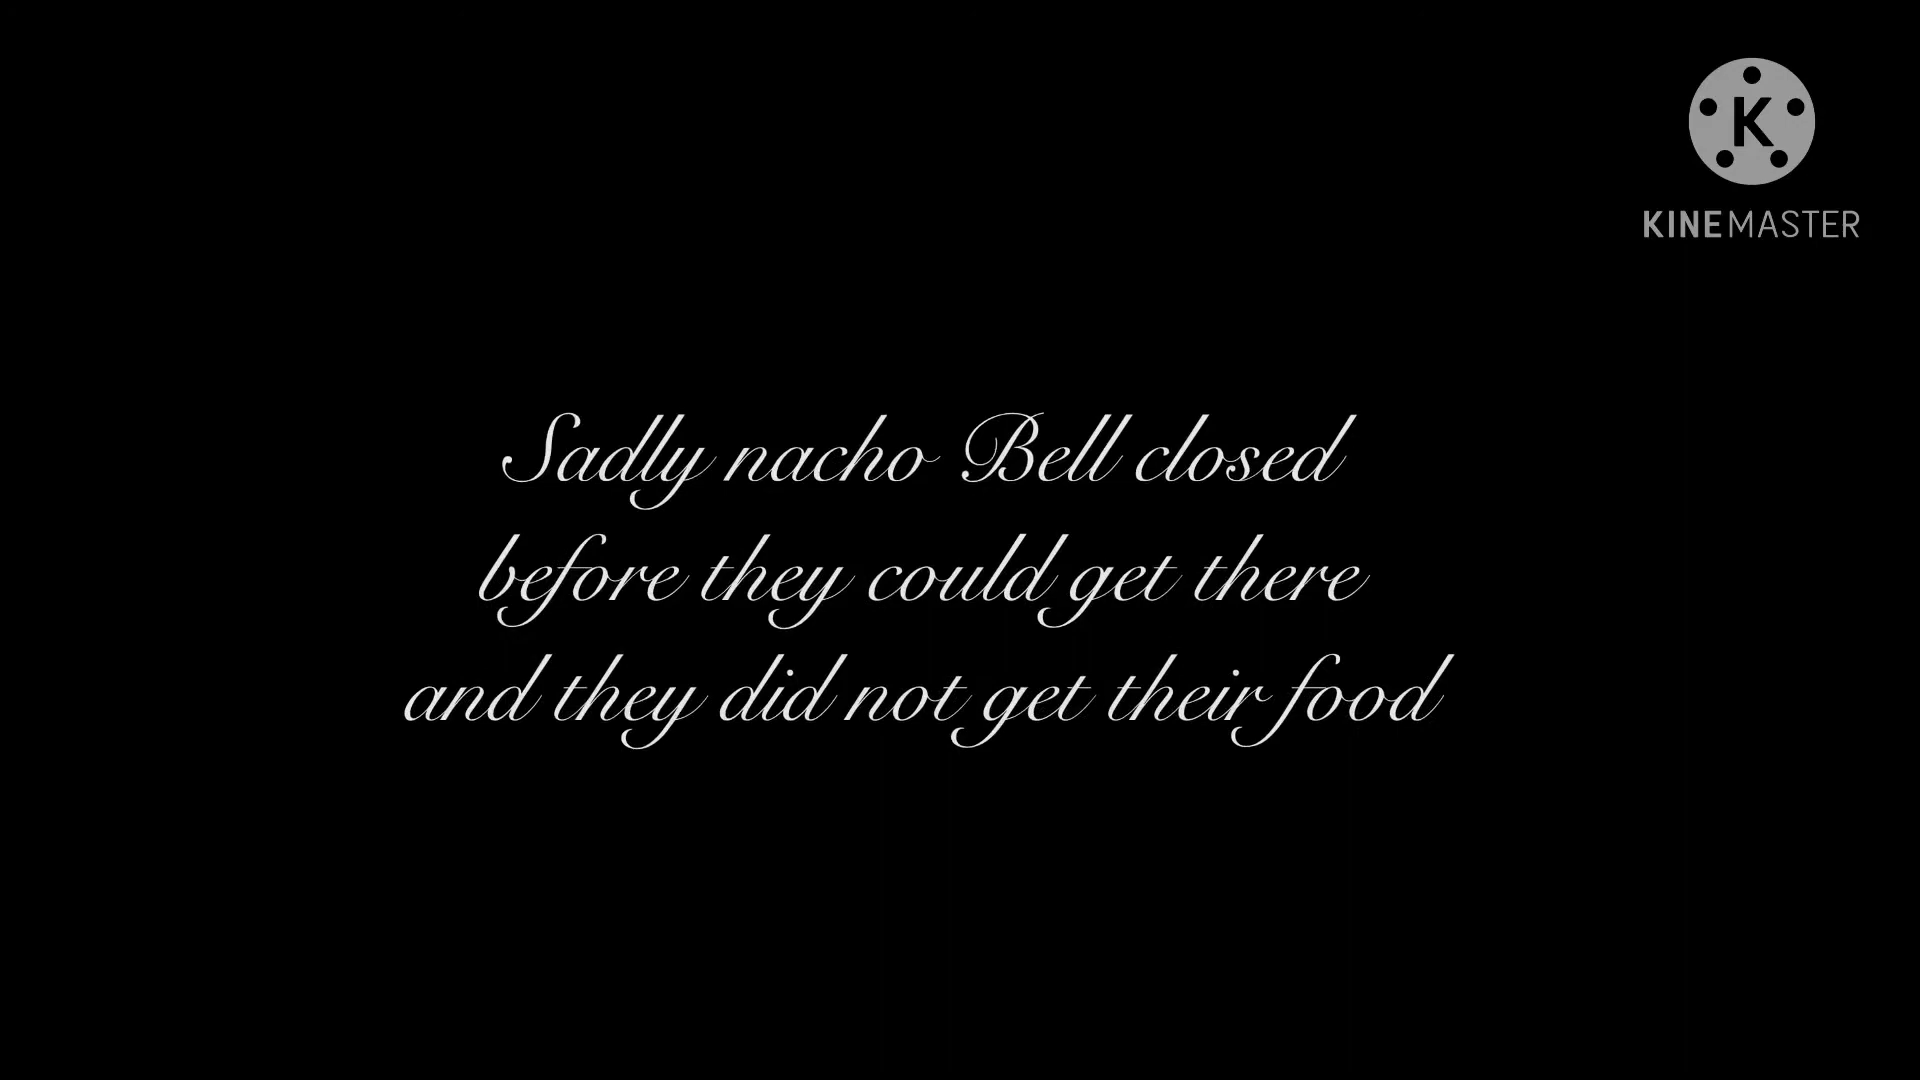 K
KINEMASTER
Sadly nacho Bell closed
before they could get there
and they did not get their food